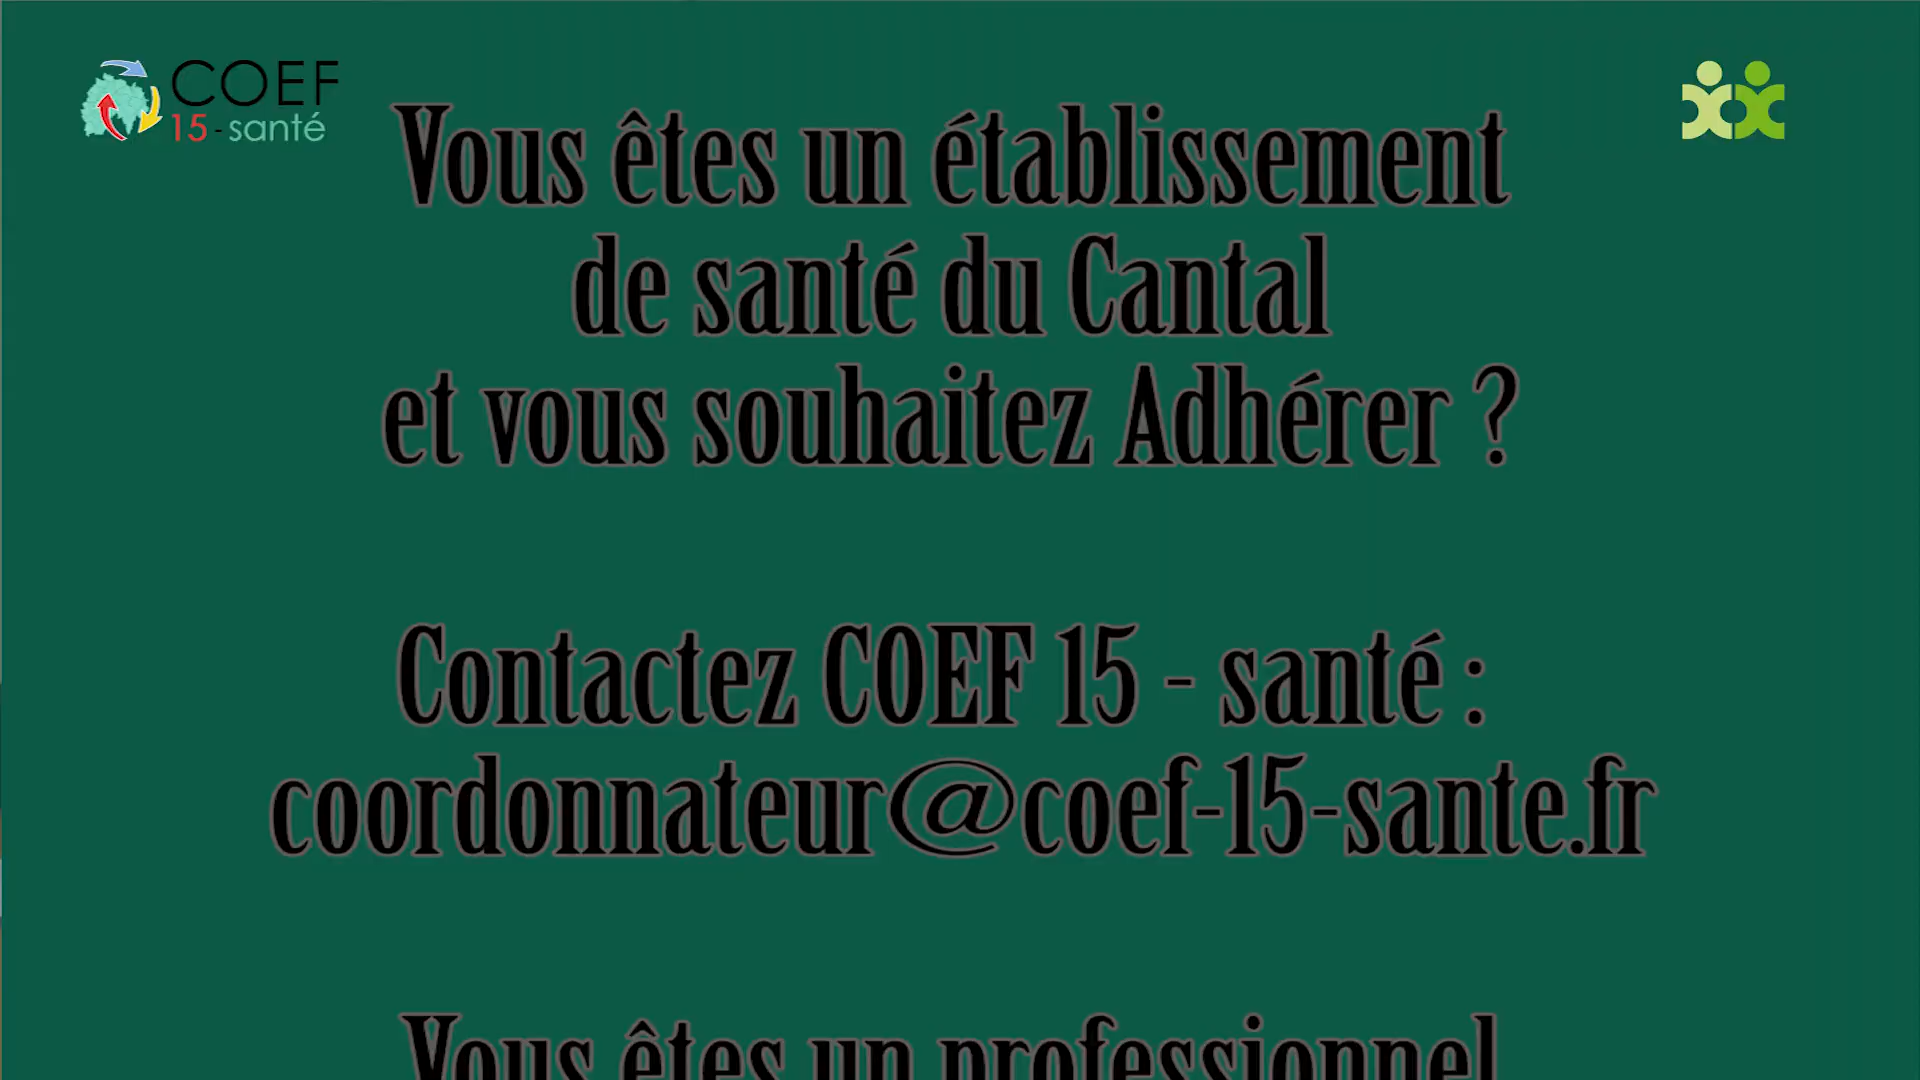 COEF
15 - santé
Vous êtes un établissement
de santé du Cantal
et vous souhaitez Adhérer ?
Contactez COEF 15 - santé :
coordonnateur@coef-15-sante.fr
Vous êtes un professionnel